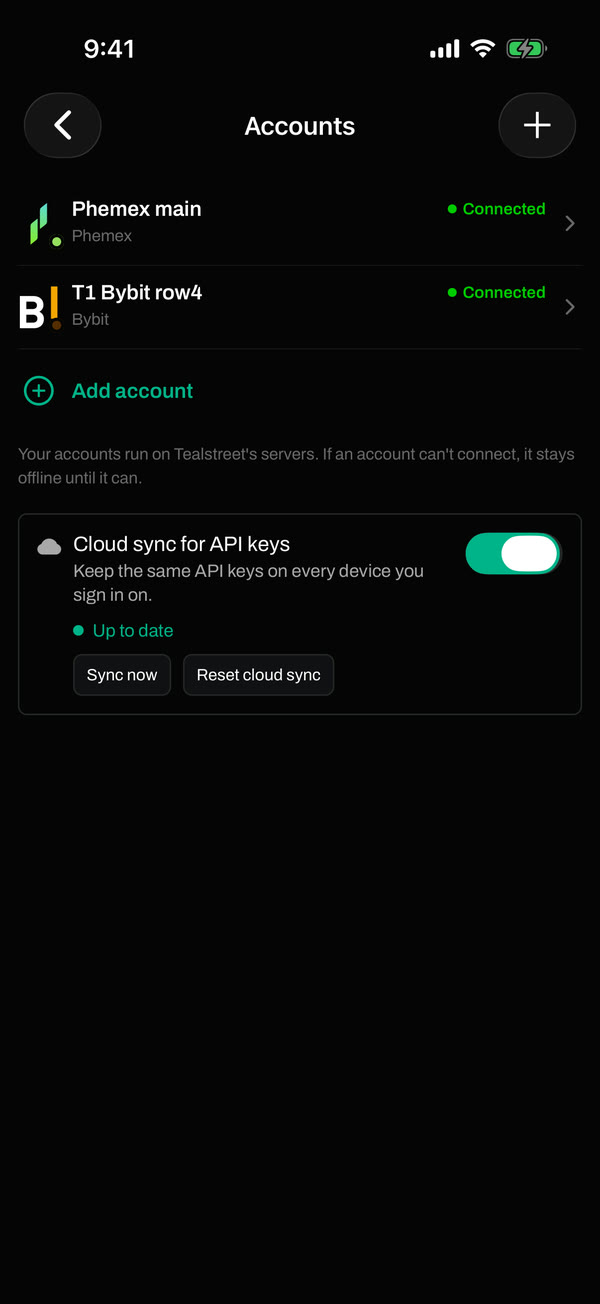 9:41
Accounts
Phemex main
Connected
Phemex
T1 Bybit row4
Connected
Bybit
Add account
Your accounts run on Tealstreet's servers. If an account can't connect, it stays
offline until it can.
Cloud sync for API keys
Keep the same API keys on every device you
sign in on.
Up to date
Sync now
Reset cloud sync